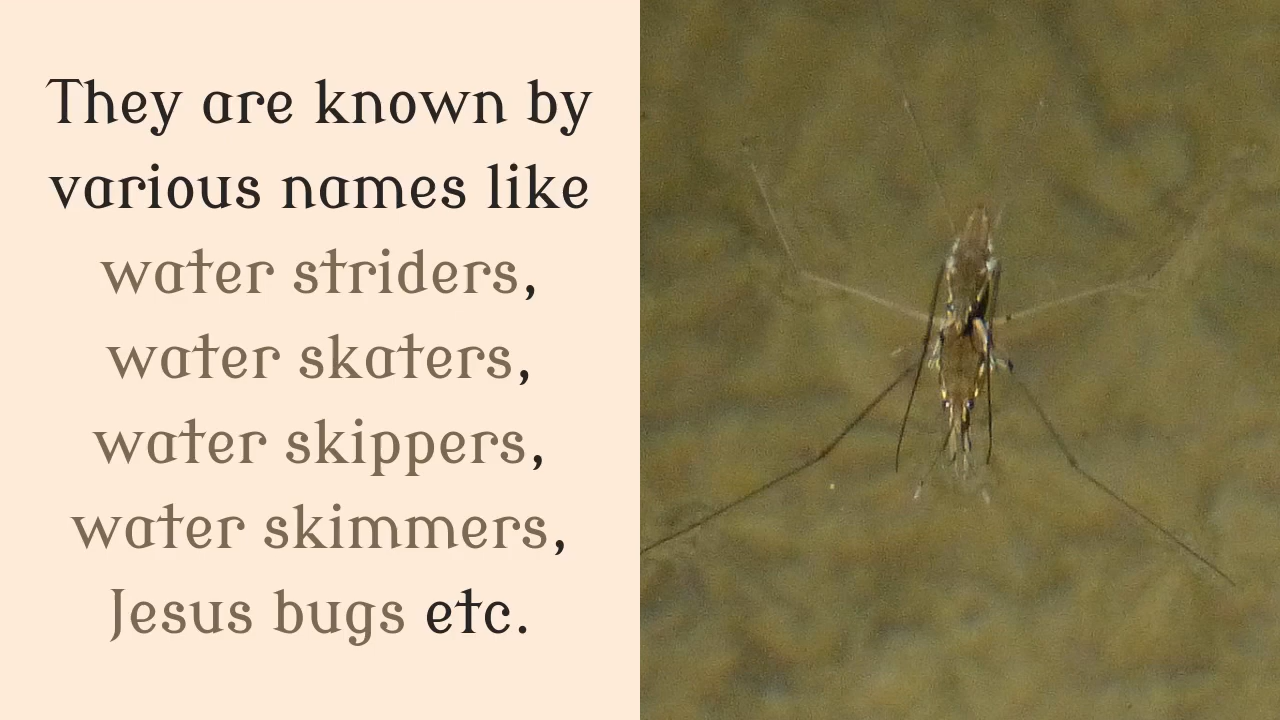 They are known by
various names like
water striders,
water skaters,
water skippers,
water skimmers,
Jesus bugs etc.